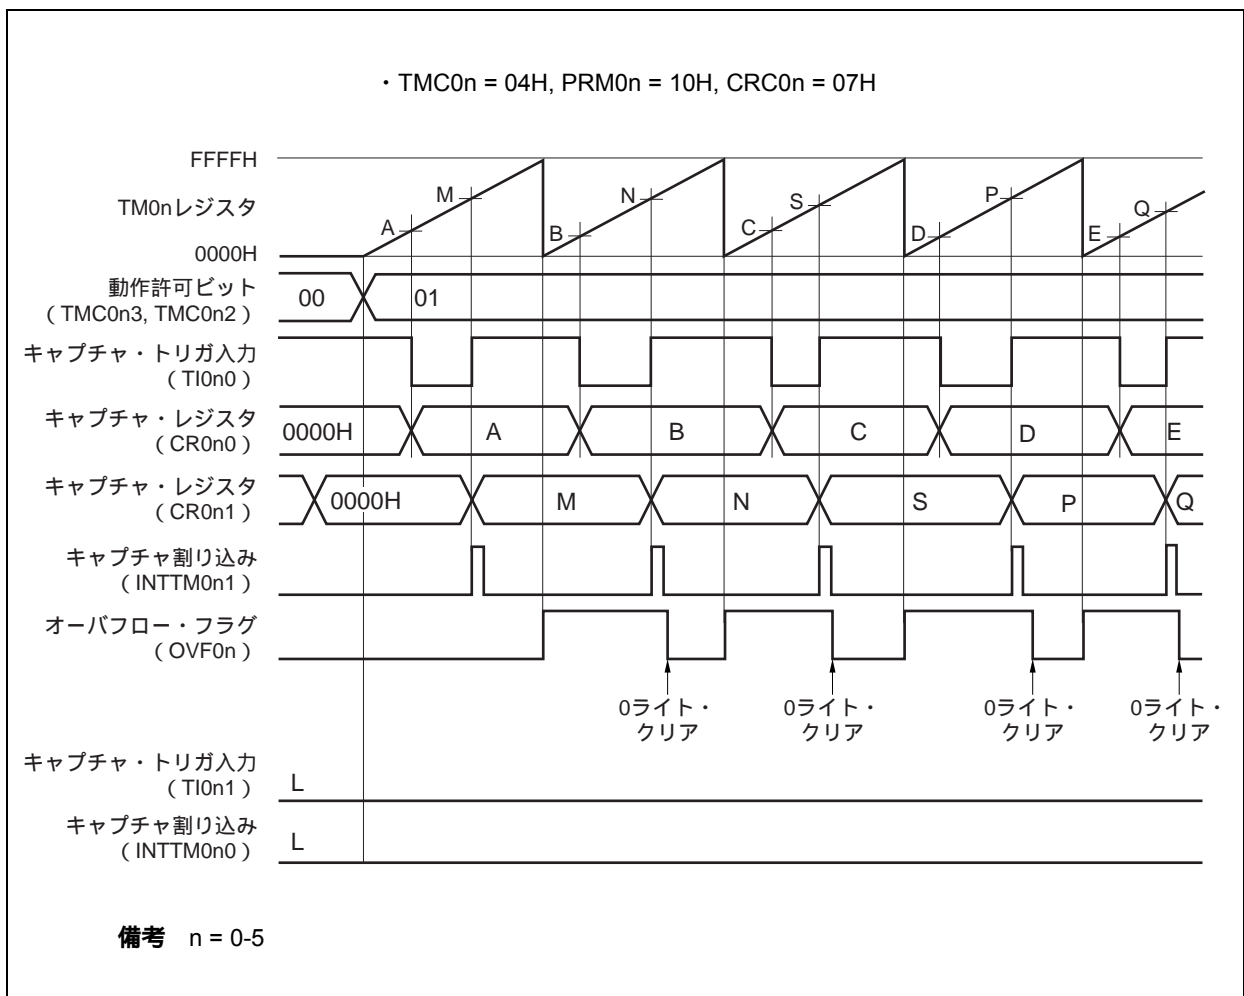 ・TMC0n = 04H, PRM0n = 10H, CRC0n = 07H
FFFFH
TM0nレジスタ
0000H
A
M
B
N
C
S
D
P
E
Q
動作許可ビット
（TMC0n3, TMC0n2）
00
01
キャプチャ・トリガ入力
（TI0n0）
キャプチャ・レジスタ
（CR0n0）
0000H
A
B
C
D
E
キャプチャ・レジスタ
（CR0n1）
0000H
M
N
S
P
Q
キャプチャ割り込み
（INTTM0n1）
オーバフロー・フラグ
（OVF0n）
0ライト・
クリア
0ライト・
クリア
0ライト・
クリア
0ライト・
クリア
キャプチャ・トリガ入力
（TI0n1）
L
キャプチャ割り込み
（INTTM0n0）
L
備考 n = 0-5